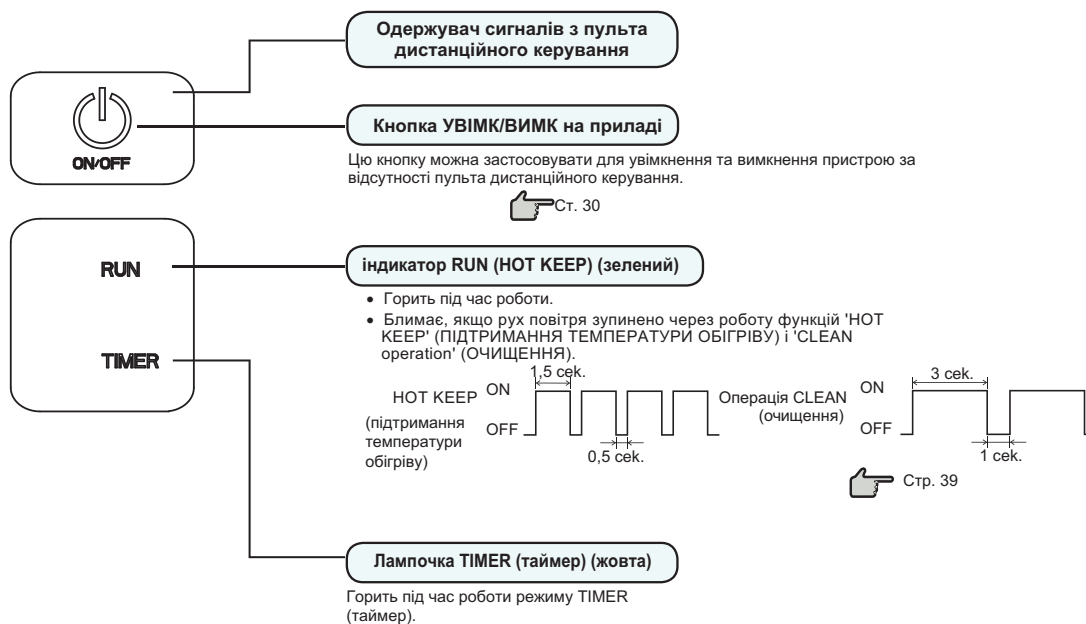 Одержувач сигналів з пульта
дистанційного керування
ON/OFF
Кнопка УВІМК/ВИМК на приладі
Цю кнопку можна застосовувати для увімкнення та вимкнення пристрою за
відсутності пульта дистанційного керування.
Ст. 30
RUN
індикатор RUN (HOT KEEP) (зелений)
• Горить під час роботи.
• Блимає, якщо рух повітря зупинено через роботу функцій 'HOT
KEEP' (ПІДТРИМАННЯ ТЕМПЕРАТУРИ ОБІГРІВУ) і 'CLEAN
operation' (ОЧИЩЕННЯ).
TIMER
1,5 cек.
HOT KEEP
(підтримання
температури
обігріву)
ON
OFF
0,5 cек.
Операція CLEAN
(очищення)
ON
OFF
3 cек.
1 cек.
Стр. 39
Лампочка TIMER (таймер) (жовта)
Горить під час роботи режиму TIMER
(таймер).